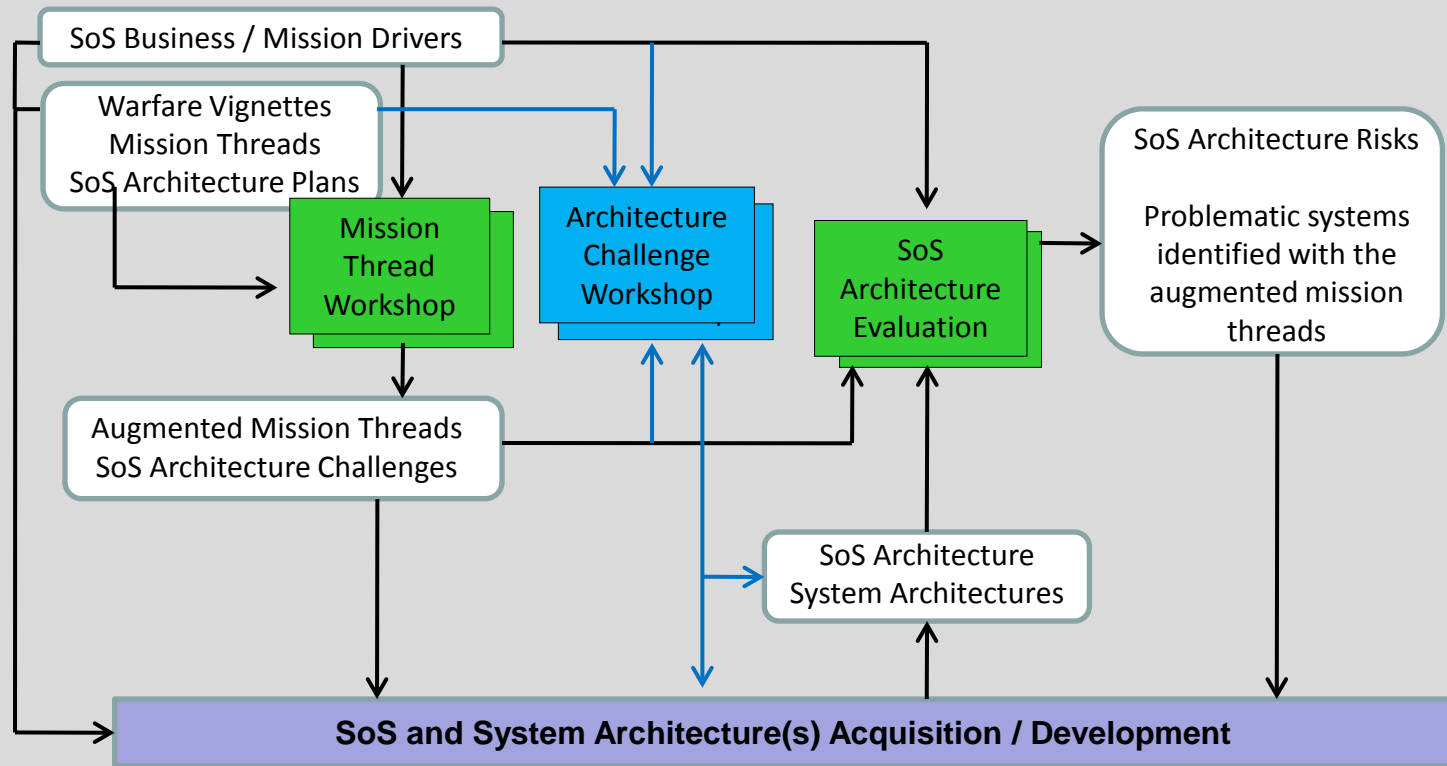 SoS Business / Mission Drivers
Warfare Vignettes
Mission Threads
SoS Architecture Plans
Mission
Thread
Workshop
Architecture
Challenge
Workshop
SoS
Architecture
Evaluation
SoS Architecture Risks
Problematic systems
identified with the
augmented mission
threads
Augmented Mission Threads
SoS Architecture Challenges
SoS Architecture
System Architectures
SoS and System Architecture(s) Acquisition / Development